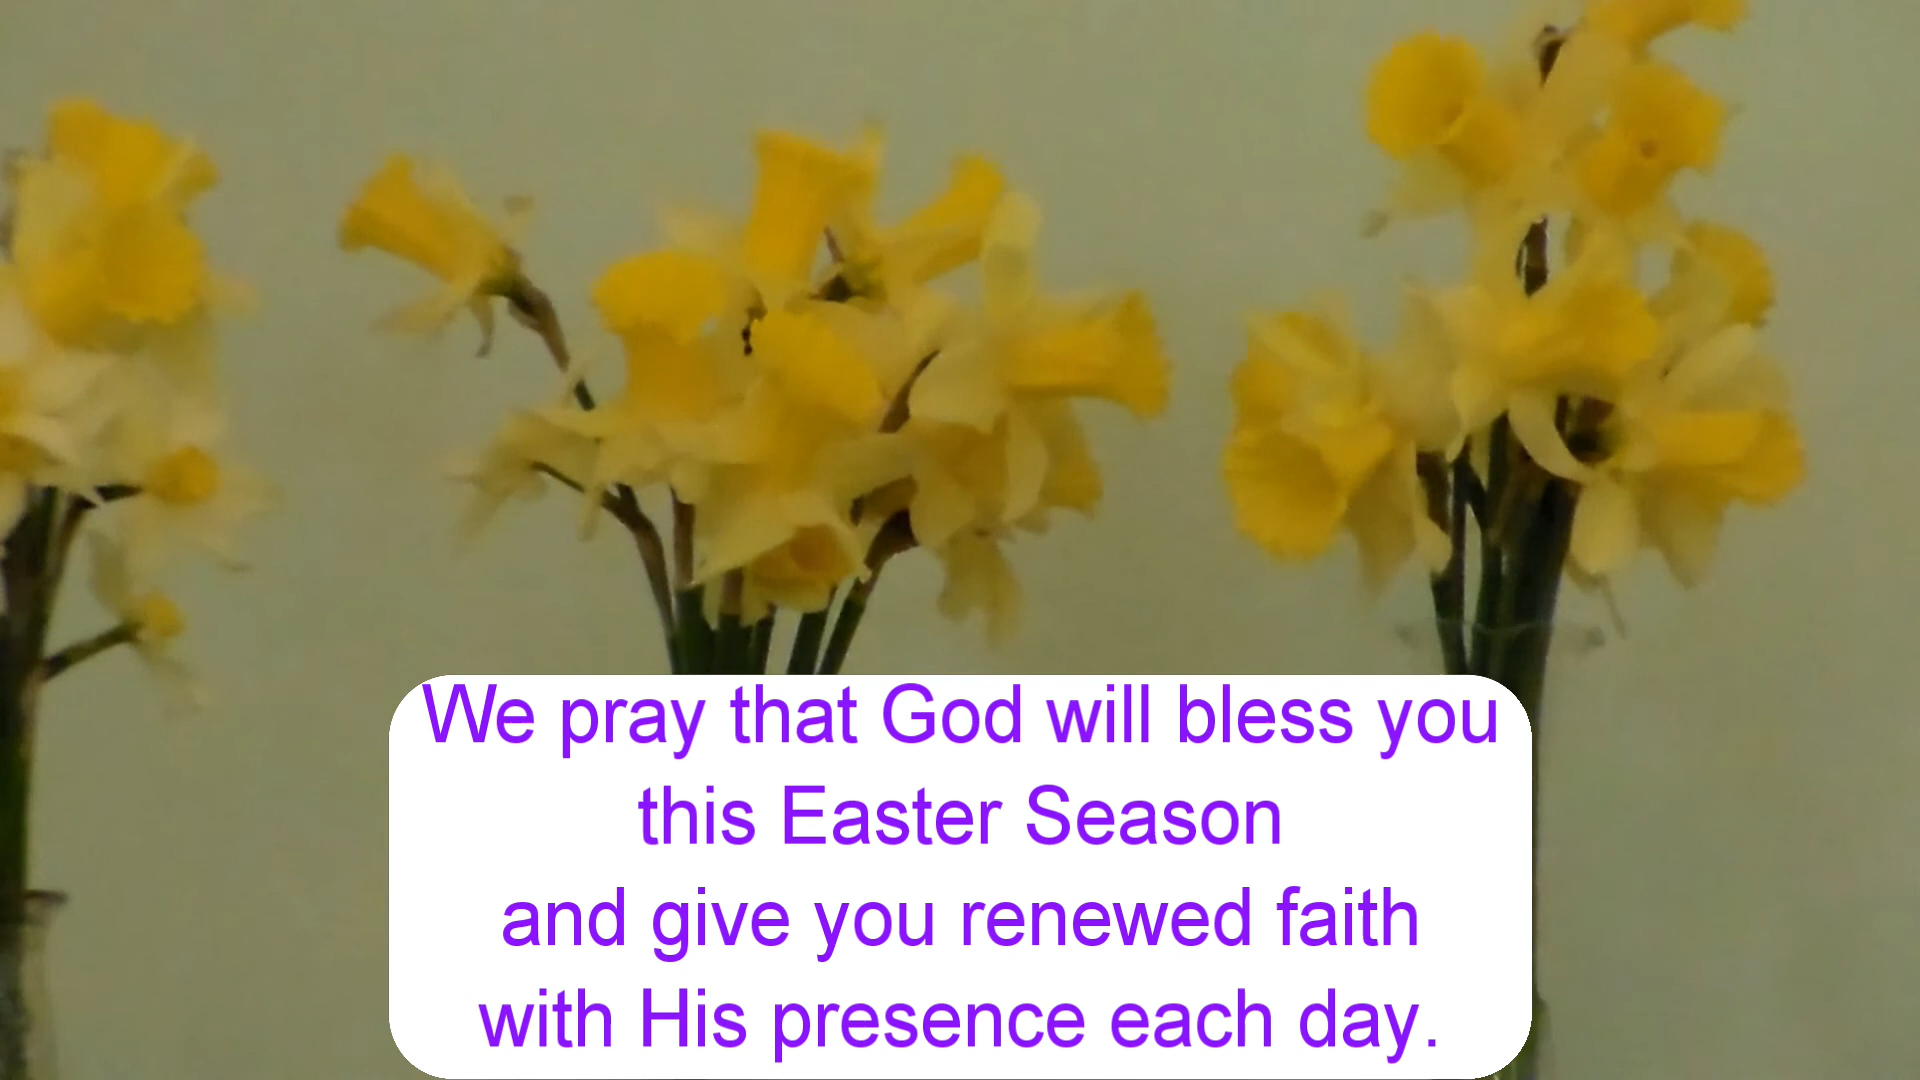 We pray that God will bless you
this Easter Season
and give you renewed faith
with His presence each day.